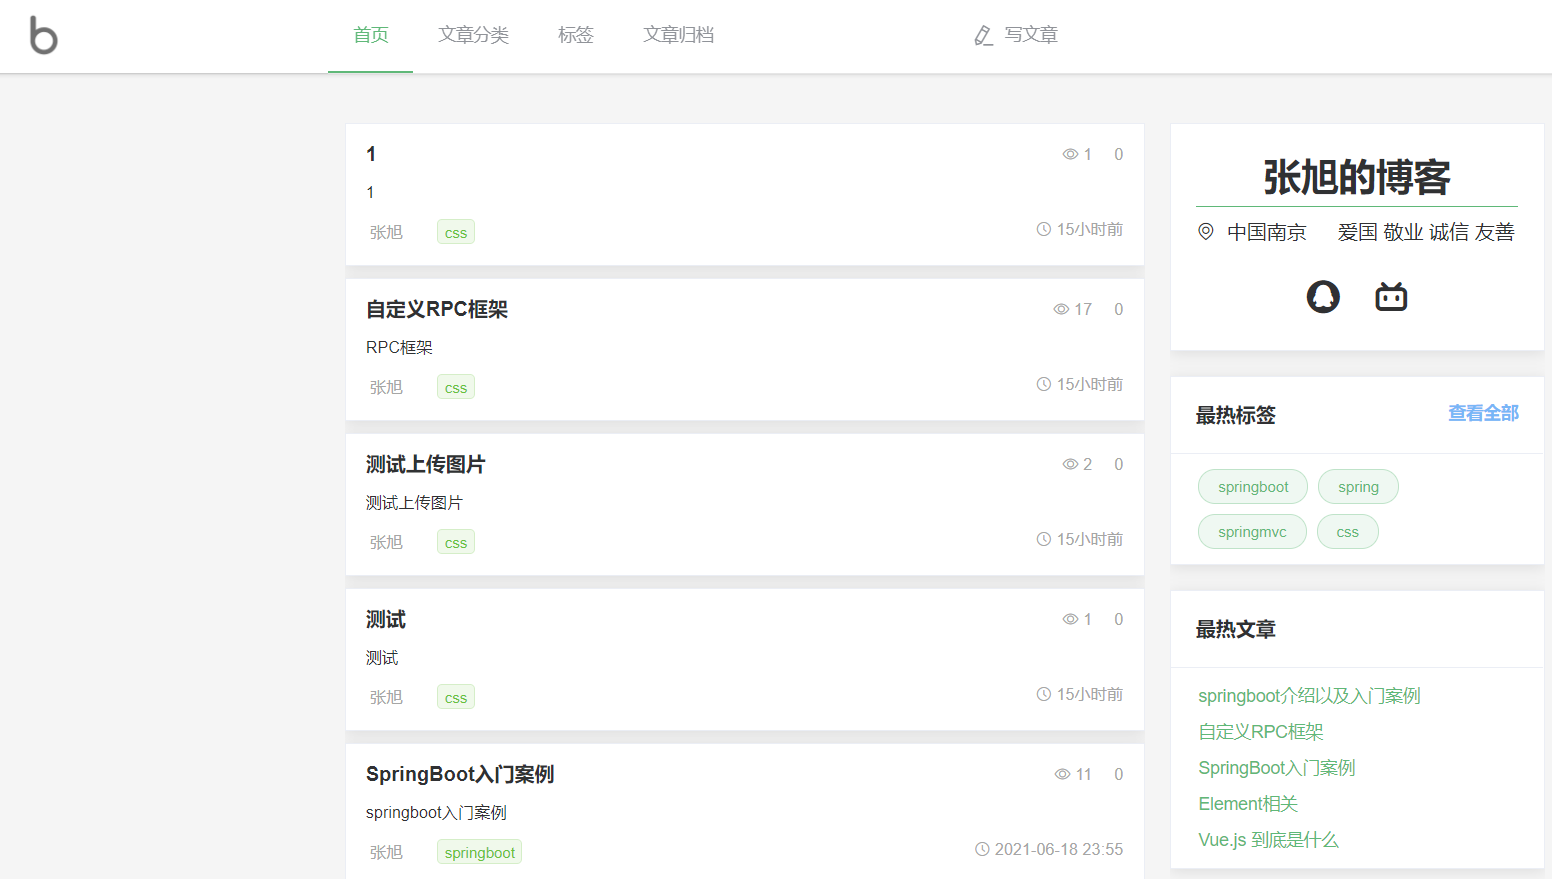 b
首页 文章分类 标签 文章归档 写文章
1 1 0
1
张旭 css 15小时前
自定义RPC框架 17 0
RPC框架
张旭 css 15小时前
测试上传图片 2 0
测试上传图片
张旭 css 15小时前
测试 1 0
测试
张旭 css 15小时前
SpringBoot入门案例 11 0
springboot入门案例
张旭 springboot 2021-06-18 23:55
张旭的博客
中国南京 爱国 敬业 诚信 友善
最热标签 查看全部
springboot spring
springmvc css
最热文章
springboot介绍以及入门案例
自定义RPC框架
SpringBoot入门案例
Element相关
Vue.js 到底是什么